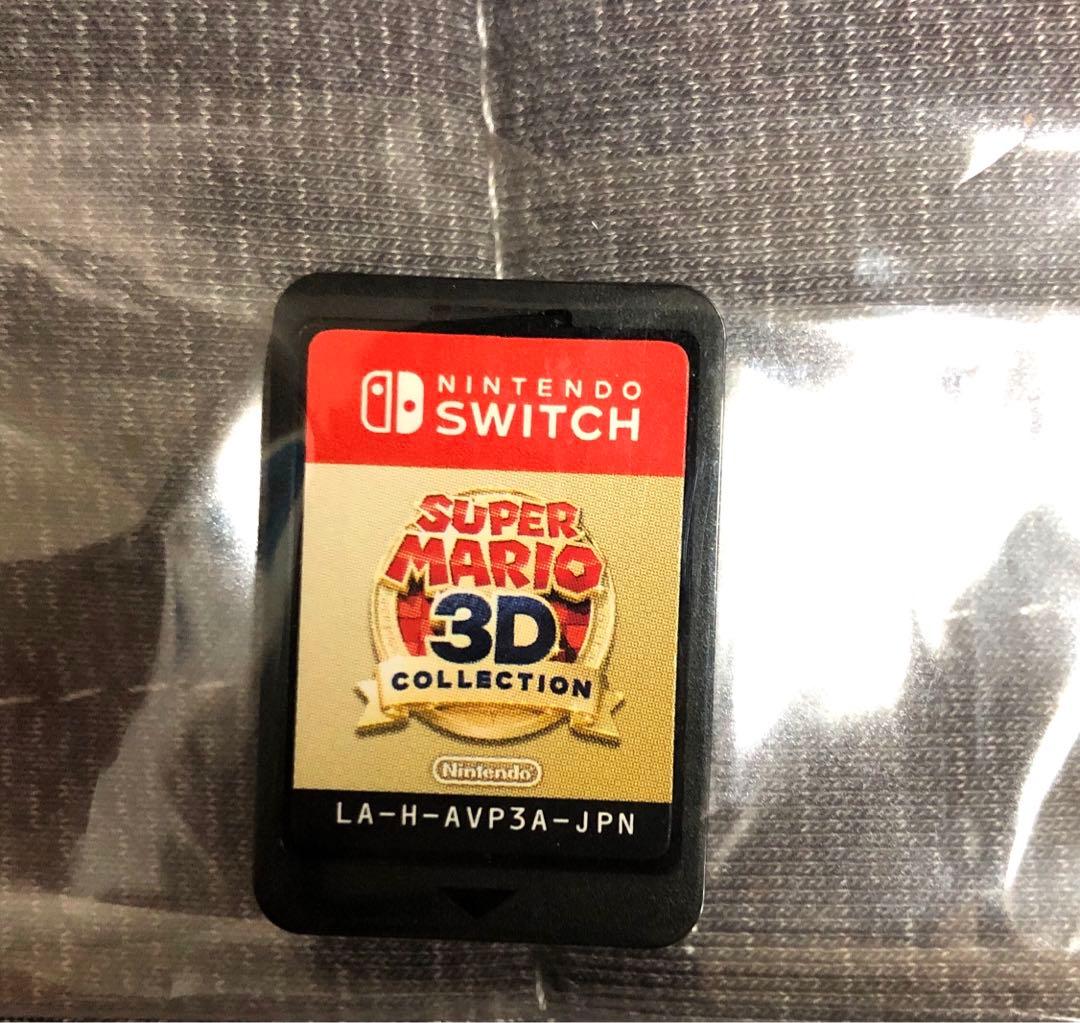 NINTENDO
SWITCH
SUPER
MARIO
3D
COLLECTION
Nintendo
LA-H-AVP3A-JPN